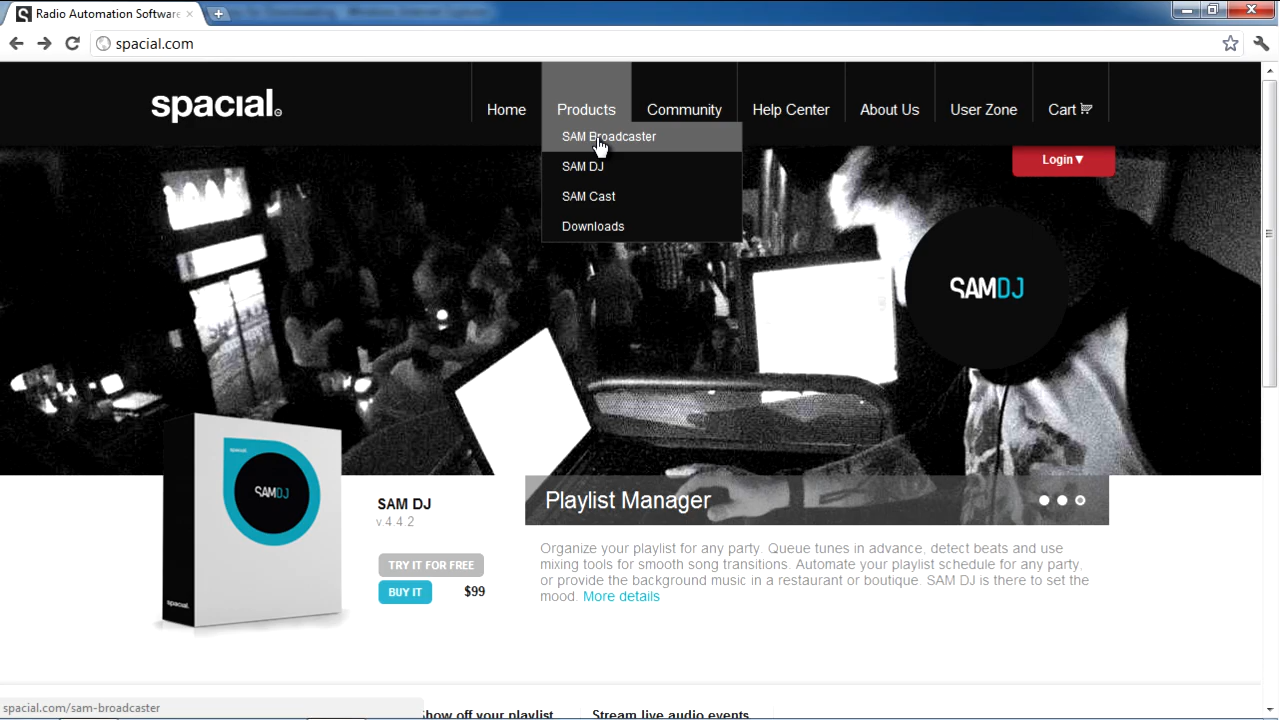 Radio Automation Software
spacial.com
spacial.
Home
Products
Community
Help Center
About Us
User Zone
Cart
SAM Broadcaster
SAM DJ
SAM Cast
Downloads
Login▼
SAMDJ
spacial.
SAMDJ
spacial.
SAM DJ
v 4.4.2
TRY IT FOR FREE
BUY IT
$99
Playlist Manager
Organize your playlist for any party. Queue tunes in advance, detect beats and use
mixing tools for smooth song transitions. Automate your playlist schedule for any party,
or provide the background music in a restaurant or boutique. SAM DJ is there to set the
mood. More details
spacial.com/sam-broadcaster
Show off your playlist
Stream live audio events